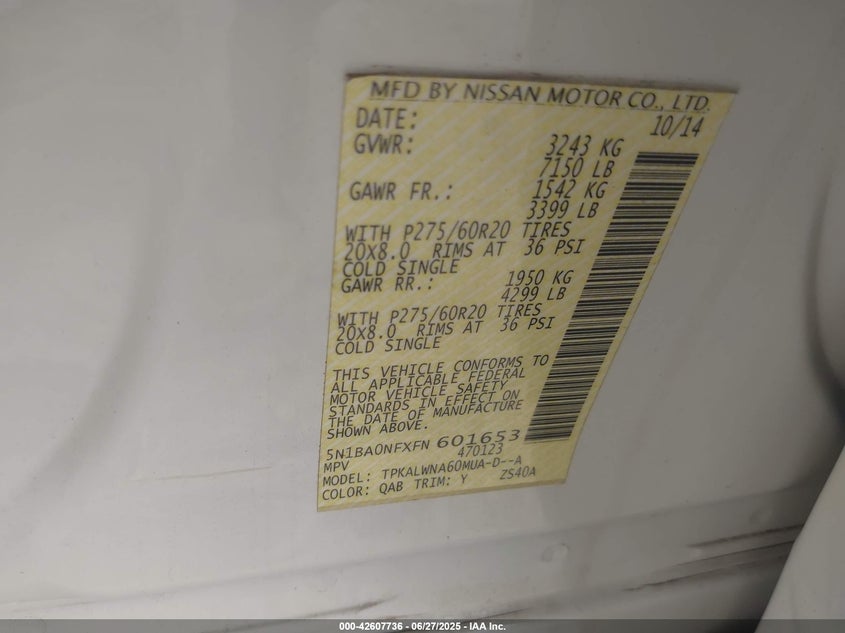 MFD BY NISSAN MOTOR CO., LTD.
DATE: 10/14
GVWR: 3243 KG
7150 LB
GAWR FR.: 1542 KG
3399 LB
WITH P275/60R20 TIRES
20X8.0 RIMS AT 36 PSI
COLD SINGLE
GAWR RR.: 1950 KG
4299 LB
WITH P275/60R20 TIRES
20X8.0 RIMS AT 36 PSI
COLD SINGLE
THIS VEHICLE CONFORMS TO
ALL APPLICABLE FEDERAL
MOTOR VEHICLE SAFETY
STANDARDS IN EFFECT ON
THE DATE OF MANUFACTURE
SHOWN ABOVE.
5N1BA0NFXFN 601653
MPV 470123
MODEL: TPKALWNA60MUA-D--A
COLOR: QAB TRIM: Y ZS40A
000-42607736 - 06/27/2025 - IAA Inc.